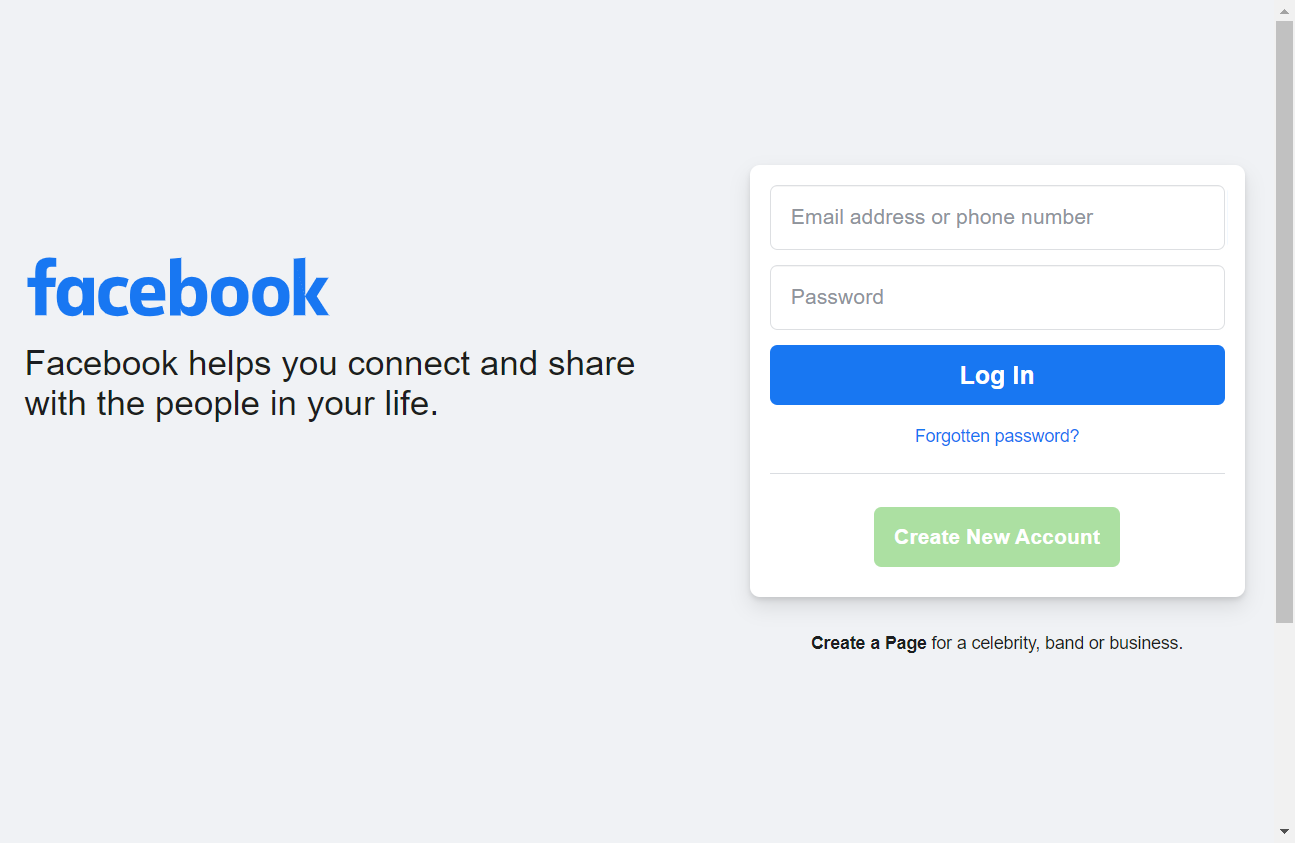 facebook
Facebook helps you connect and share
with the people in your life.
Email address or phone number
Password
Log In
Forgotten password?
Create New Account
Create a Page for a celebrity, band or business.